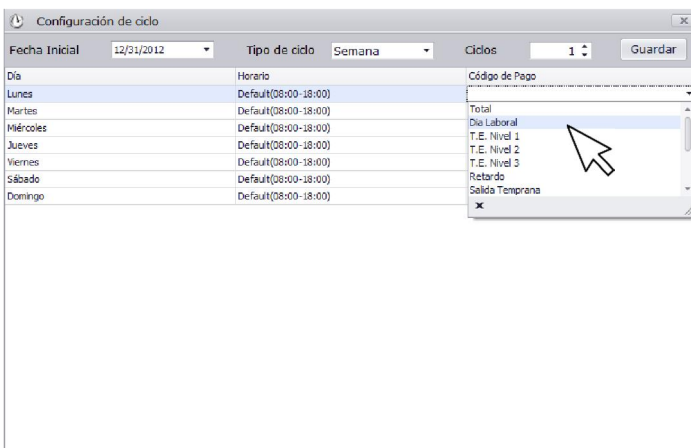 Configuración de ciclo
Fecha Inicial 12/31/2012 Tipo de ciclo Semana Ciclos 1 Guardar
Día Horario Código de Pago
Lunes Default(08:00-18:00)
Martes Default(08:00-18:00) Total
Miércoles Default(08:00-18:00) Dia Laboral
Jueves Default(08:00-18:00) T.E. Nivel 1
Viernes Default(08:00-18:00) T.E. Nivel 2
Sábado Default(08:00-18:00) T.E. Nivel 3
Domingo Default(08:00-18:00) Retardo
Salida Temprana